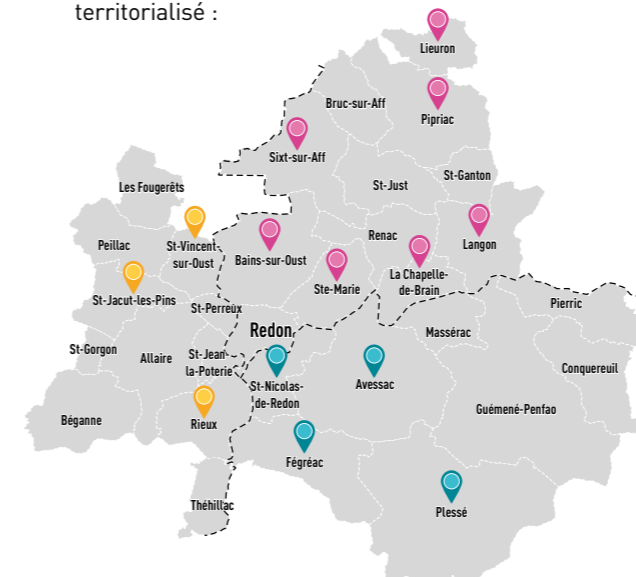 territorialisé :
Lieuron
Bruc-sur-Aff
Pipriac
Sixt-sur-Aff
St-Ganton
St-Just
Les Fougerêts
Renac
Langon
Peillac
St-Vincent
sur-Oust
Bains-sur-Oust
La Chapelle-
de-Brain
Ste-Marie
St-Jacut-les-Pins
St-Perreux
Pierric
Redon
Massérac
St-Gorgon
Allaire
St-Jean
la-Poterie
Conquereuil
St-Nicolas-
de-Redon
Avessac
Guémené-Penfao
Béganne
Rieux
Fégréac
Théhillac
Plessé